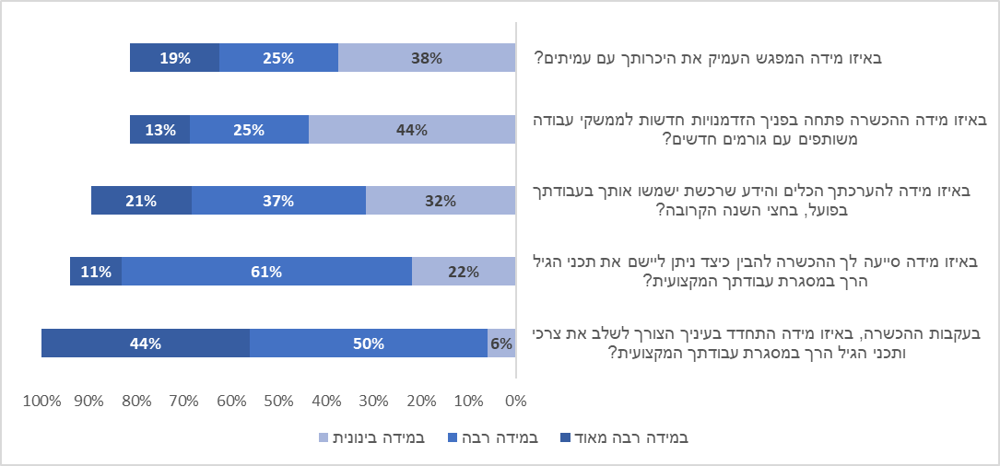 באיזו מידה המפגש העמיק את היכרותך עם עמיתים?
38% 25% 19%
באיזו מידה ההכשרה פתחה בפניך הזדמנויות חדשות לממשקי עבודה
משותפים עם גורמים חדשים?
44% 25% 13%
באיזו מידה להערכתך הכלים והידע שרכשת ישמשו אותך בעבודתך
בפועל, בחצי השנה הקרובה?
32% 37% 21%
באיזו מידה סייעה לך ההכשרה להבין כיצד ניתן ליישם את תכני הגיל
הרך במסגרת עבודתך המקצועית?
22% 61% 11%
בעקבות ההכשרה, באיזו מידה התחדד בעיניך הצורך לשלב את צרכי
ותכני הגיל הרך במסגרת עבודתך המקצועית?
6% 50% 44%
0% 10% 20% 30% 40% 50% 60% 70% 80% 90% 100%
במידה רבה מאוד במידה רבה במידה בינונית